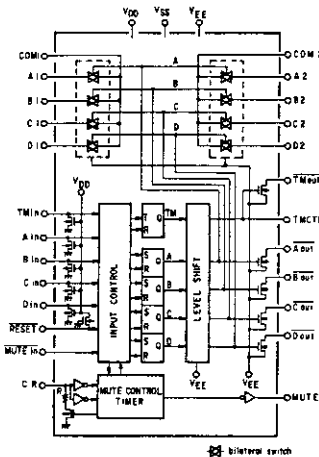 VDD VSS VEE
COM1 COM2
A A1 A2
B B1 B2
C C1 C2
D D1 D2
VDD
TMout
TMCTL
TMin
Ain
Bin
Cin
Din
RESET
MUTE in
INPUT CONTROL
T Q TM
R
S Q A
R
S Q B
R
S Q C
R
S Q D
R
LEVEL SHIFT
Aout
Bout
Cout
Dout
VEE VEE
CR
R
MUTE CONTROL
TIMER
MUTE
bilateral switch